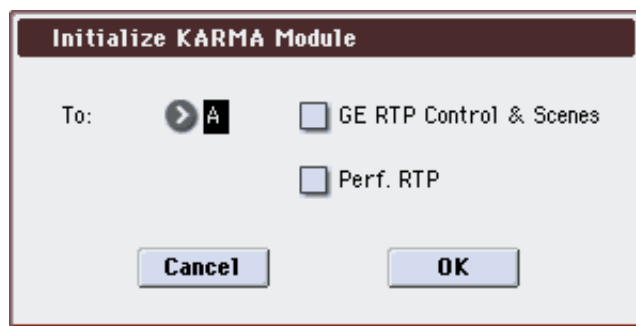 Initialize KARMA Module
To: A GE RTP Control & Scenes
Perf. RTP
Cancel OK